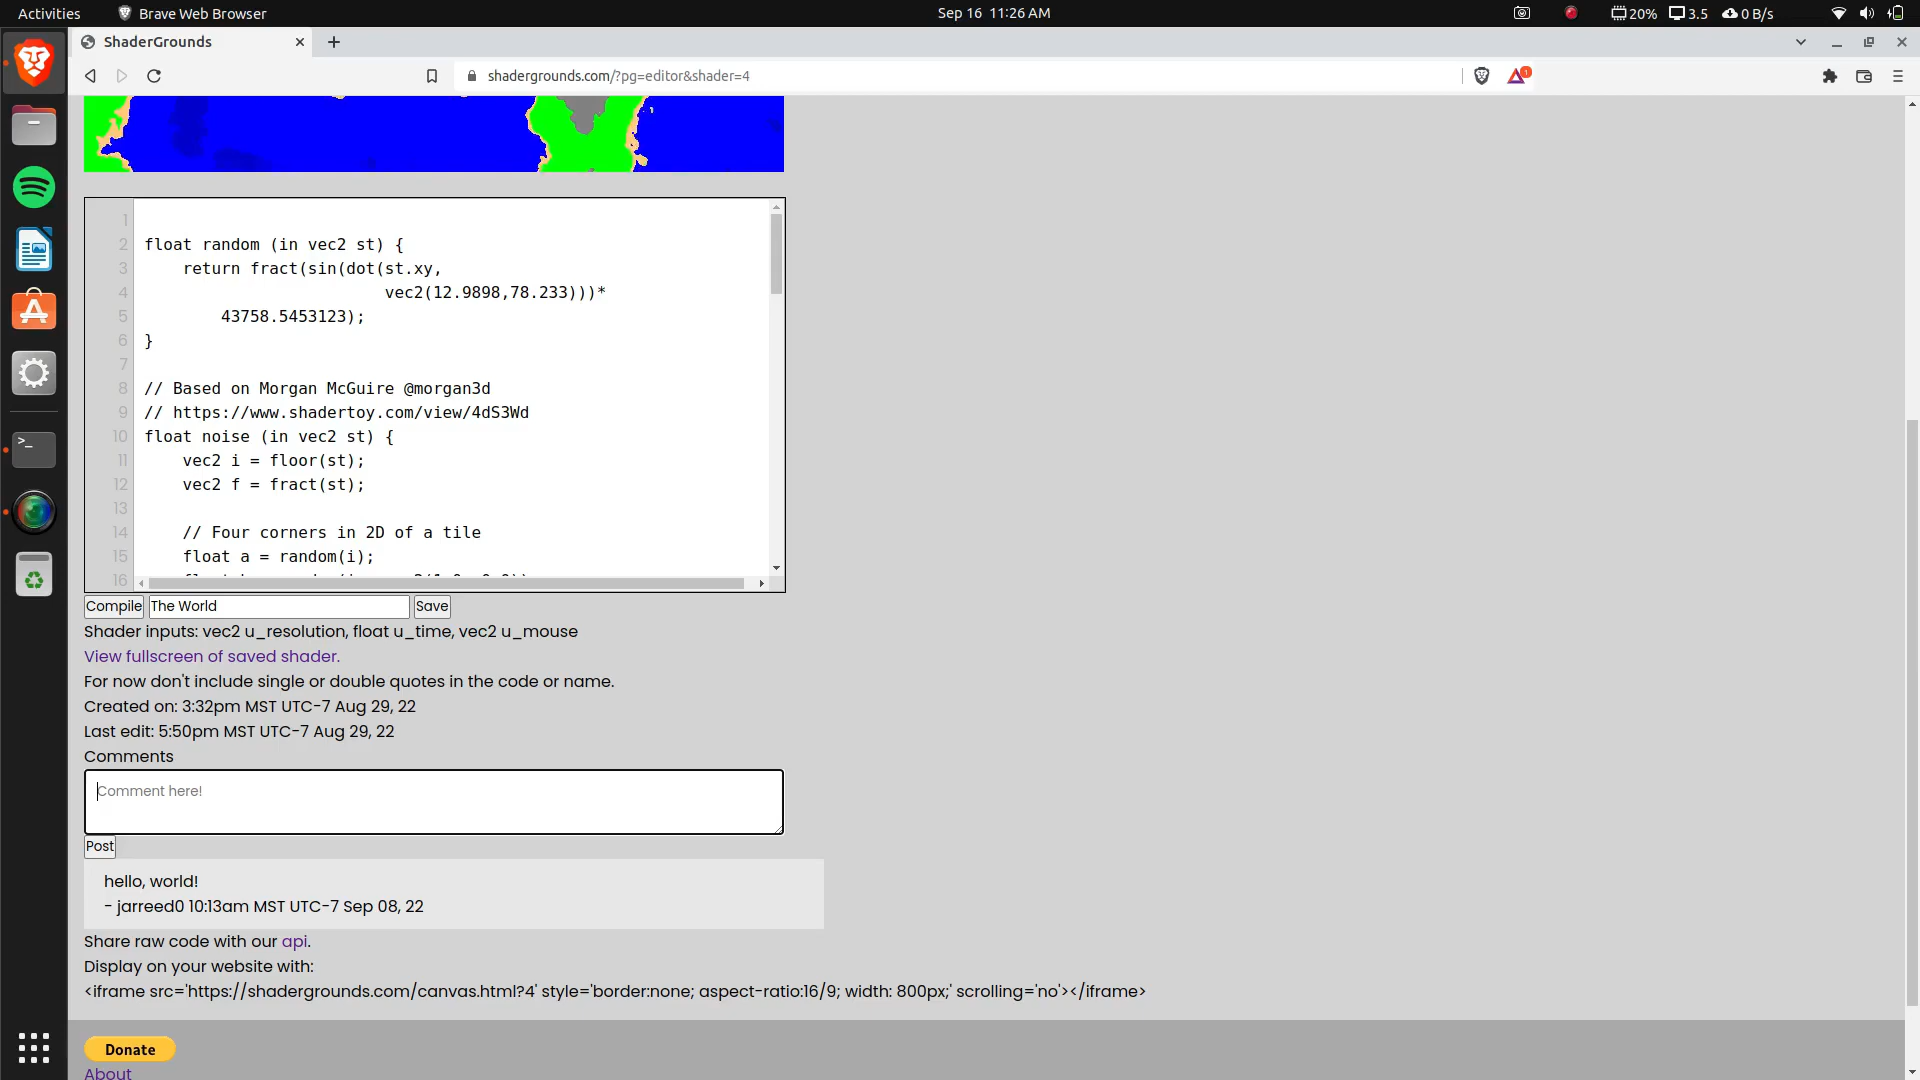 Activities
Brave Web Browser
Sep 16 11:26 AM
20%
3.5
0 B/s
ShaderGrounds
shadergrounds.com/?pg=editor&shader=4
1
1
2 float random (in vec2 st) {
3 return fract(sin(dot(st.xy,
4 vec2(12.9898,78.233)))*
5 43758.5453123);
6 }
7
8 // Based on Morgan McGuire @morgan3d
9 // https://www.shadertoy.com/view/4dS3Wd
10 float noise (in vec2 st) {
11 vec2 i = floor(st);
12 vec2 f = fract(st);
13
14 // Four corners in 2D of a tile
15 float a = random(i);
16
Compile
The World
Save
Shader inputs: vec2 u_resolution, float u_time, vec2 u_mouse
View fullscreen of saved shader.
For now don't include single or double quotes in the code or name.
Created on: 3:32pm MST UTC-7 Aug 29, 22
Last edit: 5:50pm MST UTC-7 Aug 29, 22
Comments
Comment here!
Post
hello, world!
- jarreed0 10:13am MST UTC-7 Sep 08, 22
Share raw code with our api.
Display on your website with:
<iframe src='https://shadergrounds.com/canvas.html?4' style='border:none; aspect-ratio:16/9; width: 800px;' scrolling='no'></iframe>
Donate
About